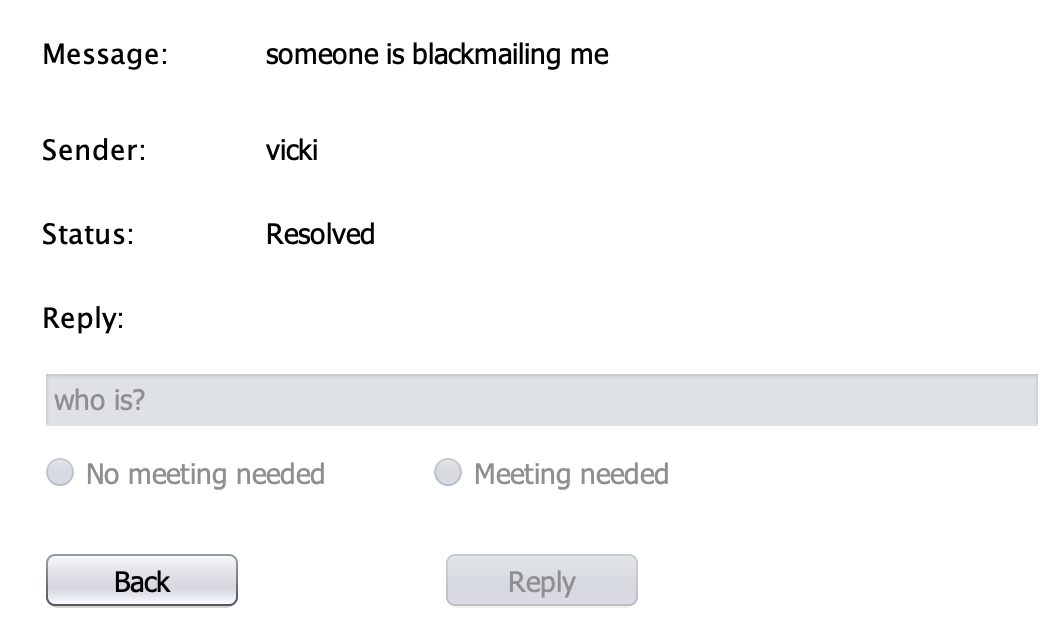 Message: someone is blackmailing me
Sender: vicki
Status: Resolved
Reply:
who is?
No meeting needed Meeting needed
Back Reply